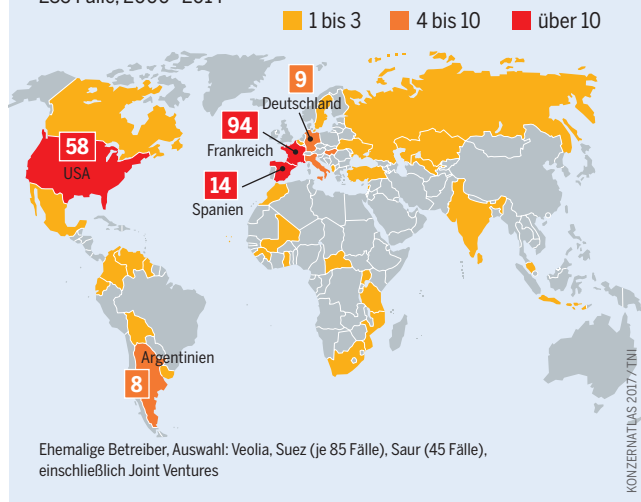 1 bis 3
4 bis 10
über 10
9
Deutschland
94
Frankreich
58
USA
14
Spanien
Argentinien
8
Ehemalige Betreiber, Auswahl: Veolia, Suez (je 85 Fälle), Saur (45 Fälle),
einschließlich Joint Ventures
KONZERNATLAS 2017 / TNI